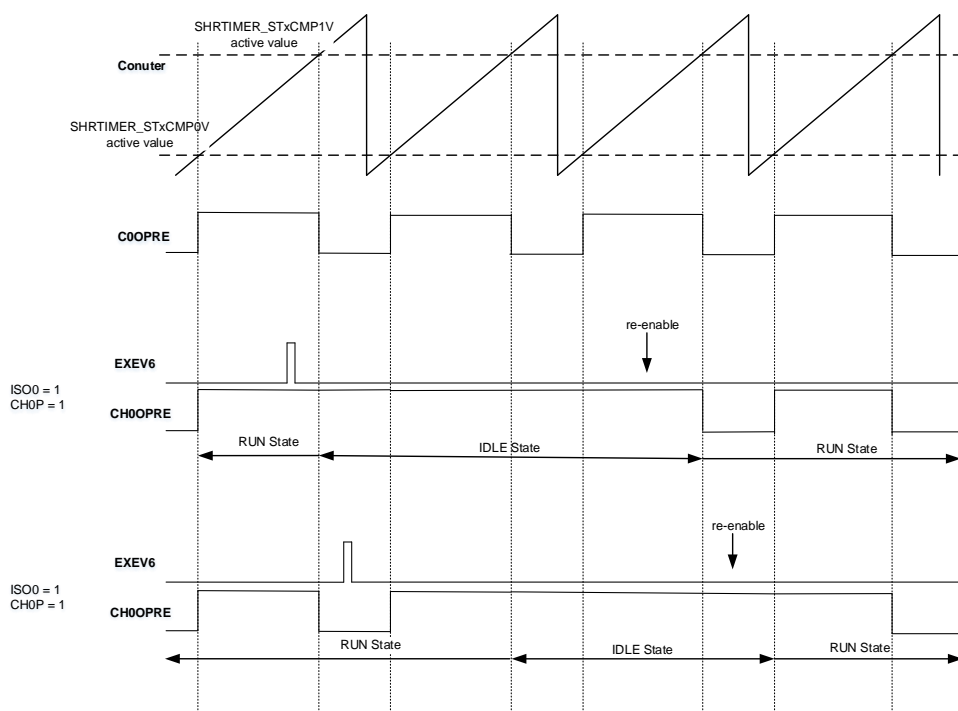 SHRTIMER_STxCMP1V
active value
Conuter
SHRTIMER_STxCMP0V
active value
C0OPRE
re-enable
EXEV6
ISO0 = 1
CH0P = 1
CH0OPRE
RUN State
IDLE State
RUN State
re-enable
EXEV6
ISO0 = 1
CH0P = 1
CH0OPRE
RUN State
IDLE State
RUN State